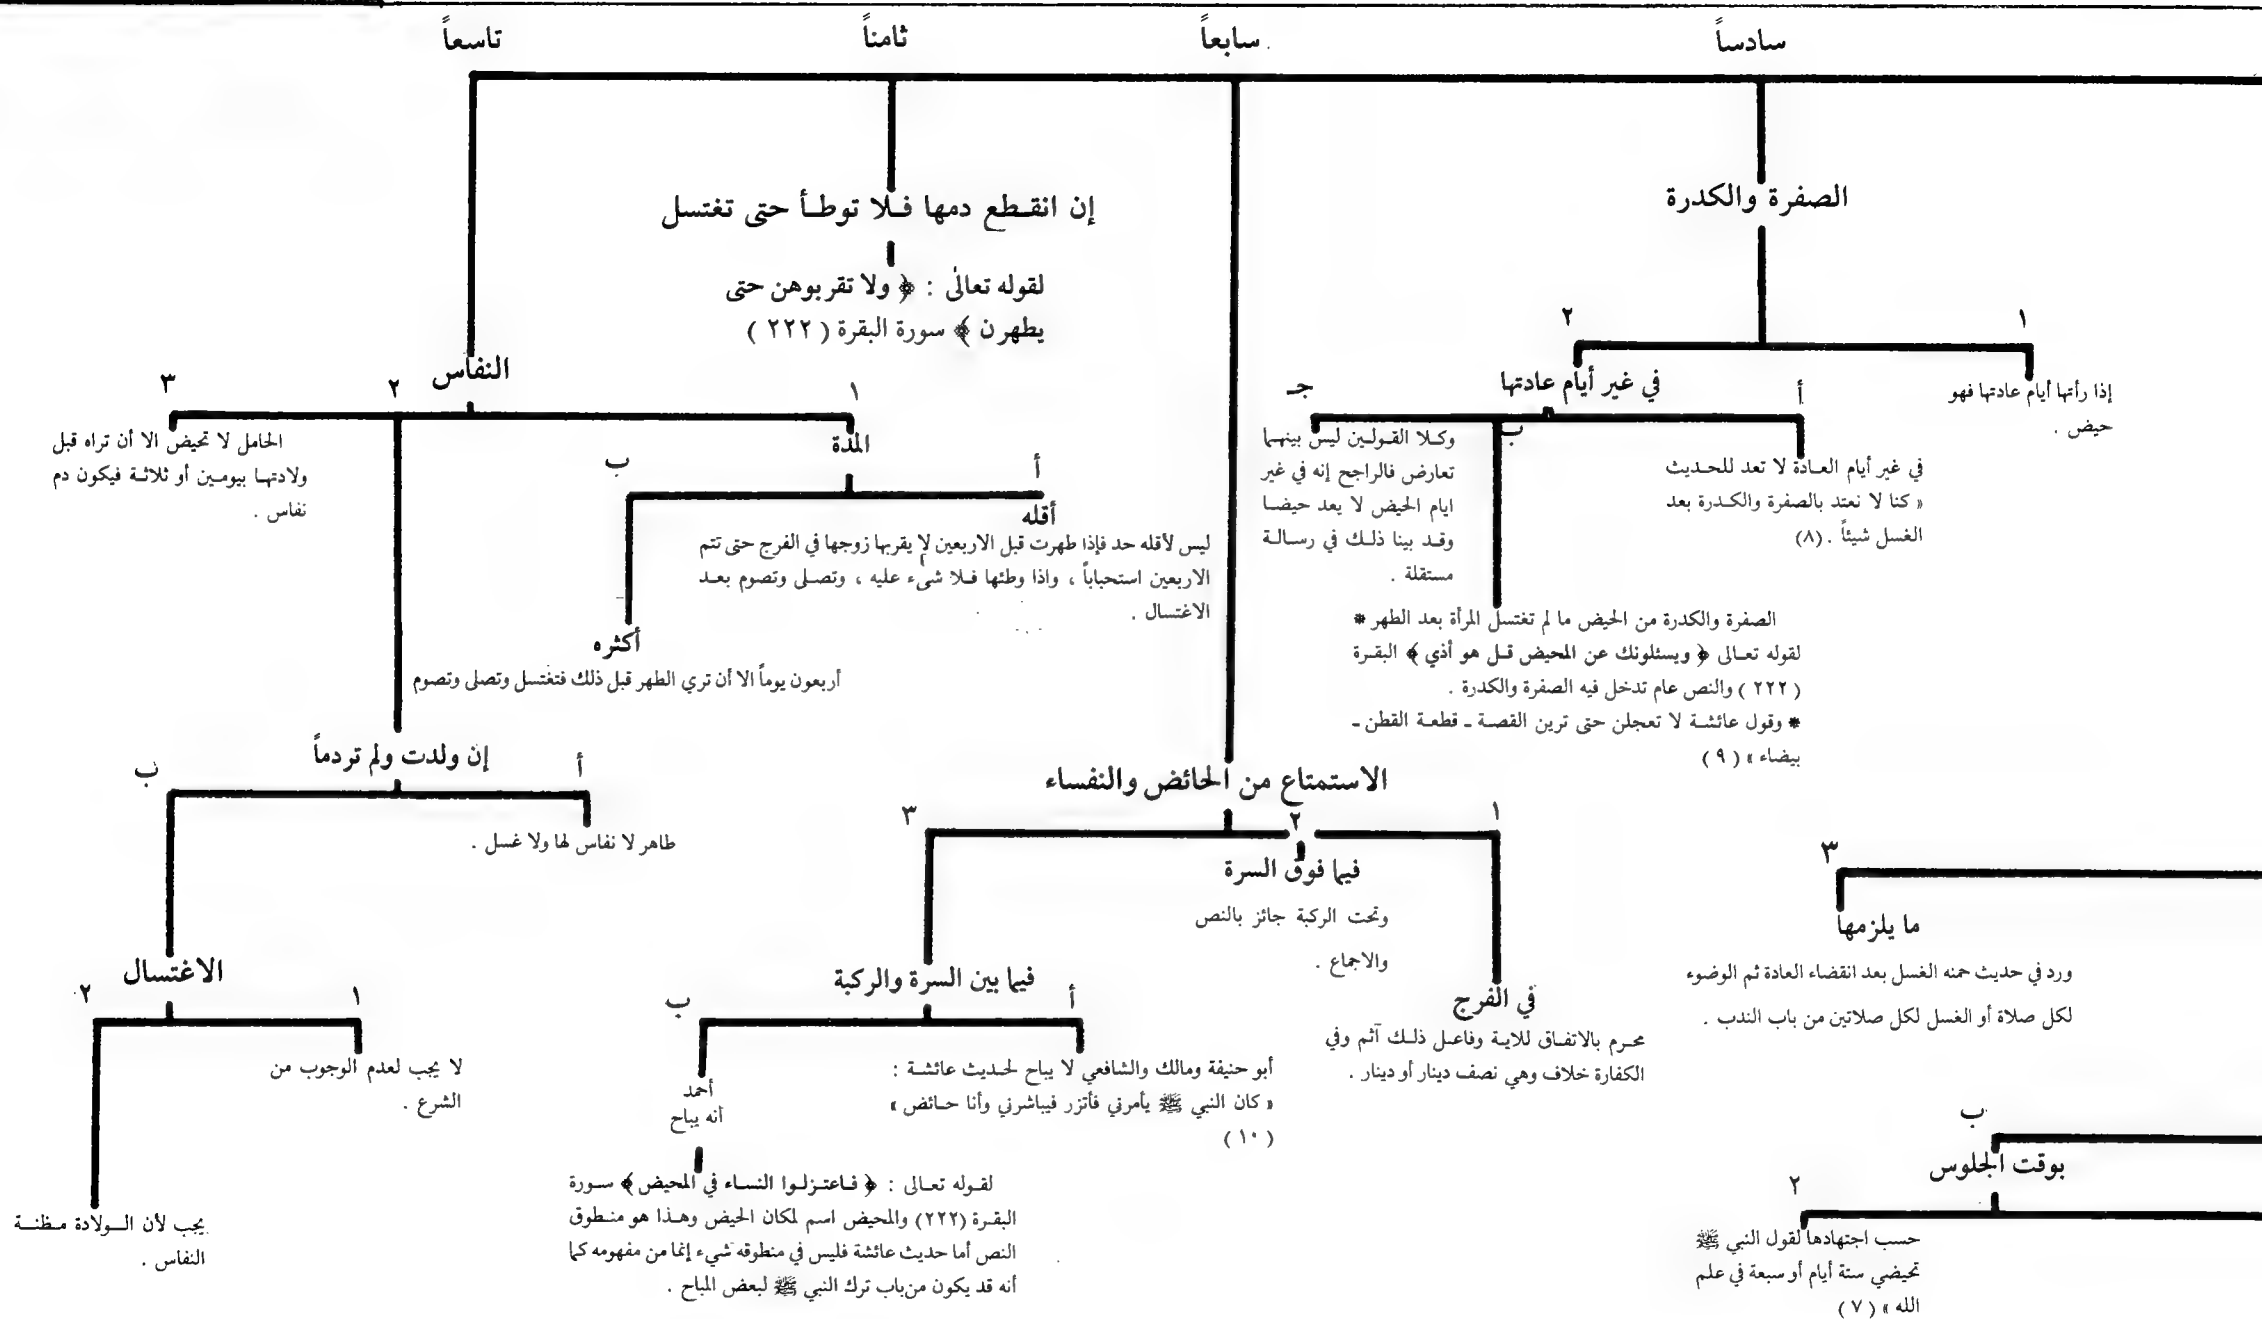 سادساً
سابعاً
ثامناً
تاسعاً
الصفرة والكدرة
١
إذا رأتها أيام عادتها فهو
حيض .
٢
في غير أيام عادتها
أ
في غير أيام العادة لا تعد للحديث
« كنا لا نعتد بالصفرة والكدرة بعد
الغسل شيئاً . (٨)
ب
الصفرة والكدرة من الحيض ما لم تغتسل المرأة بعد الطهر *
لقوله تعالى ﴿ ويسئلونك عن المحيض قل هو أذي ﴾ البقرة
( ٢٢٢ ) والنص عام تدخل فيه الصفرة والكدرة .
* وقول عائشة لا تعجلن حتى ترين القصة ـ قطعة القطن ـ
بيضاء » ( ٩ )
جـ
وكلا القولين ليس بينهما
تعارض فالراجح إنه في غير
ايام الحيض لا يعد حيضا
وقد بينا ذلك في رسالة
مستقلة .
٣
ما يلزمها
ورد في حديث حمنه الغسل بعد انقضاء العادة ثم الوضوء
لكل صلاة أو الغسل لكل صلاتين من باب الندب .
ب
بوقت الجلوس
٢
حسب اجتهادها لقول النبي ﷺ
تحيضي ستة أيام أو سبعة في علم
الله » ( ٧ )
الاستمتاع من الحائض والنفساء
١
في الفرج
محرم بالاتفاق للاية وفاعل ذلك آثم وفي
الكفارة خلاف وهي نصف دينار أو دينار .
٢
فيما فوق السرة
وتحت الركبة جائز بالنص
والاجماع .
٣
فيما بين السرة والركبة
أ
أبو حنيفة ومالك والشافعي لا يباح لحديث عائشة :
« كان النبي ﷺ يأمرني فأتزر فيباشرني وأنا حائض »
( ١٠ )
ب
أحمد
أنه يباح
لقوله تعالى : ﴿ فاعتزلوا النساء في المحيض ﴾ سورة
البقرة (٢٢٢) والمحيض اسم لمكان الحيض وهذا هو منطوق
النص أما حديث عائشة فليس في منطوقه شيء إنما من مفهومه كما
أنه قد يكون من باب ترك النبي ﷺ لبعض المباح .
إن انقطع دمها فلا توطأ حتى تغتسل
لقوله تعالى : ﴿ ولا تقربوهن حتى
يطهرن ﴾ سورة البقرة ( ٢٢٢ )
النفاس
١
المدة
أ
أقله
ليس لأقله حد فإذا طهرت قبل الاربعين لا يقربها زوجها في الفرج حتى تتم
الاربعين استحباباً ، واذا وطئها فلا شيء عليه ، وتصلى وتصوم بعد
الاغتسال .
ب
أكثره
أربعون يوماً الا أن تري الطهر قبل ذلك فتغتسل وتصلى وتصوم
٢
إن ولدت ولم تر دماً
أ
طاهر لا نفاس لها ولا غسل .
ب
الاغتسال
١
لا يجب لعدم الوجوب من
الشرع .
٢
يجب لأن الولادة مظنة
النفاس .
٣
الحامل لا تحيض الا أن تراه قبل
ولادتها بيومين أو ثلاثة فيكون دم
نفاس .